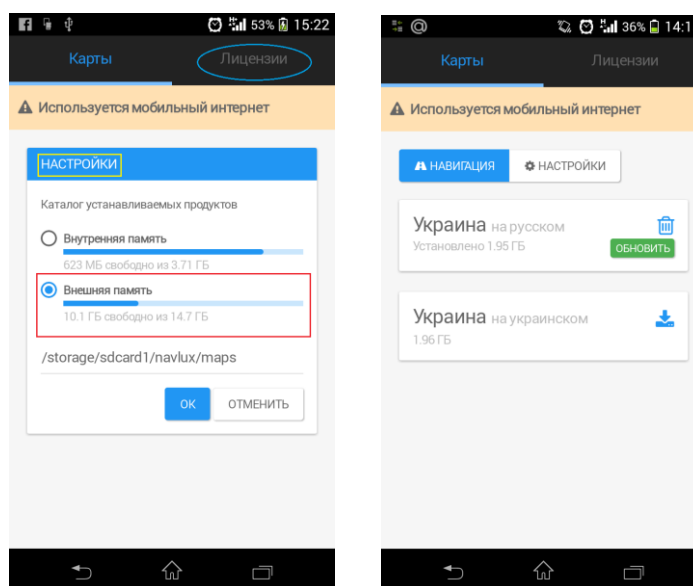 53% 15:22
Карты Лицензии
Используется мобильный интернет
НАСТРОЙКИ
Каталог устанавливаемых продуктов
Внутренняя память
623 МБ свободно из 3.71 ГБ
Внешняя память
10.1 ГБ свободно из 14.7 ГБ
/storage/sdcard1/navlux/maps
ОК ОТМЕНИТЬ
36% 14:1
Карты Лицензии
Используется мобильный интернет
НАВИГАЦИЯ НАСТРОЙКИ
Украина на русском
Установлено 1.95 ГБ ОБНОВИТЬ
Украина на украинском
1.96 ГБ